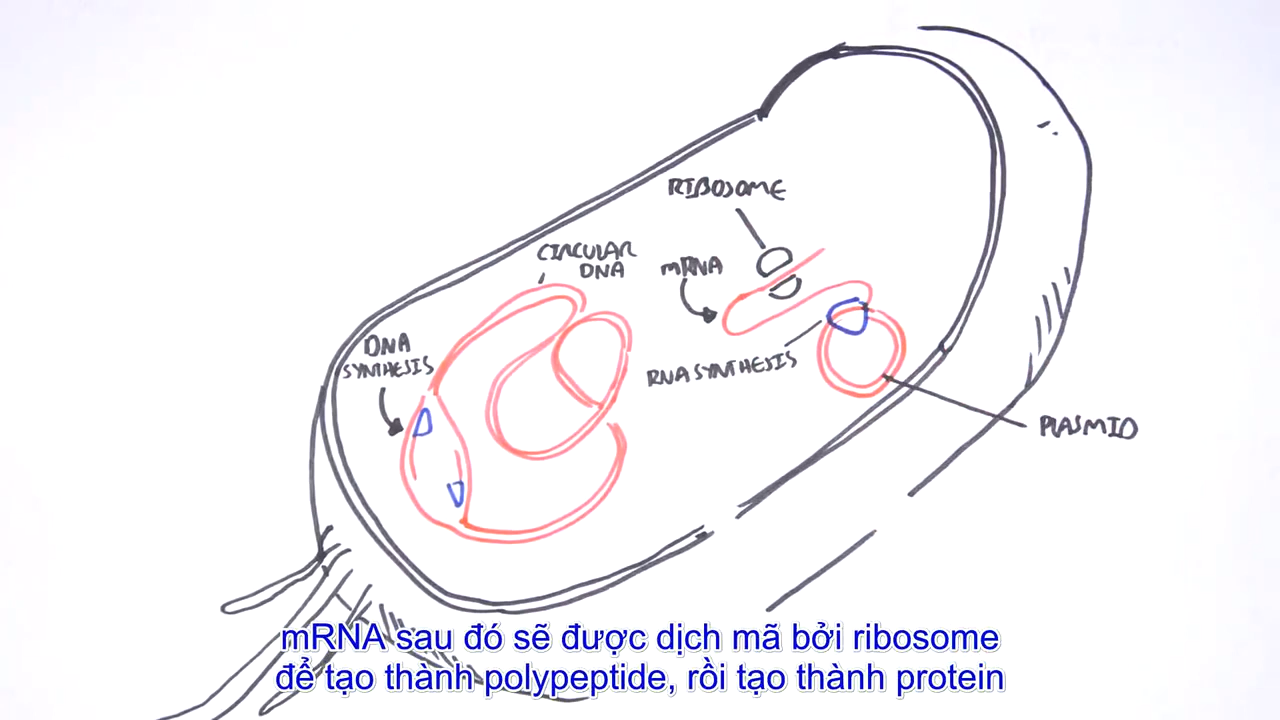 RIBOSOME
CIRCULAR
DNA
mRNA
DNA
SYNTHESIS
RNA SYNTHESIS
PLASMID
mRNA sau đó sẽ được dịch mã bởi ribosome
để tạo thành polypeptide, rồi tạo thành protein